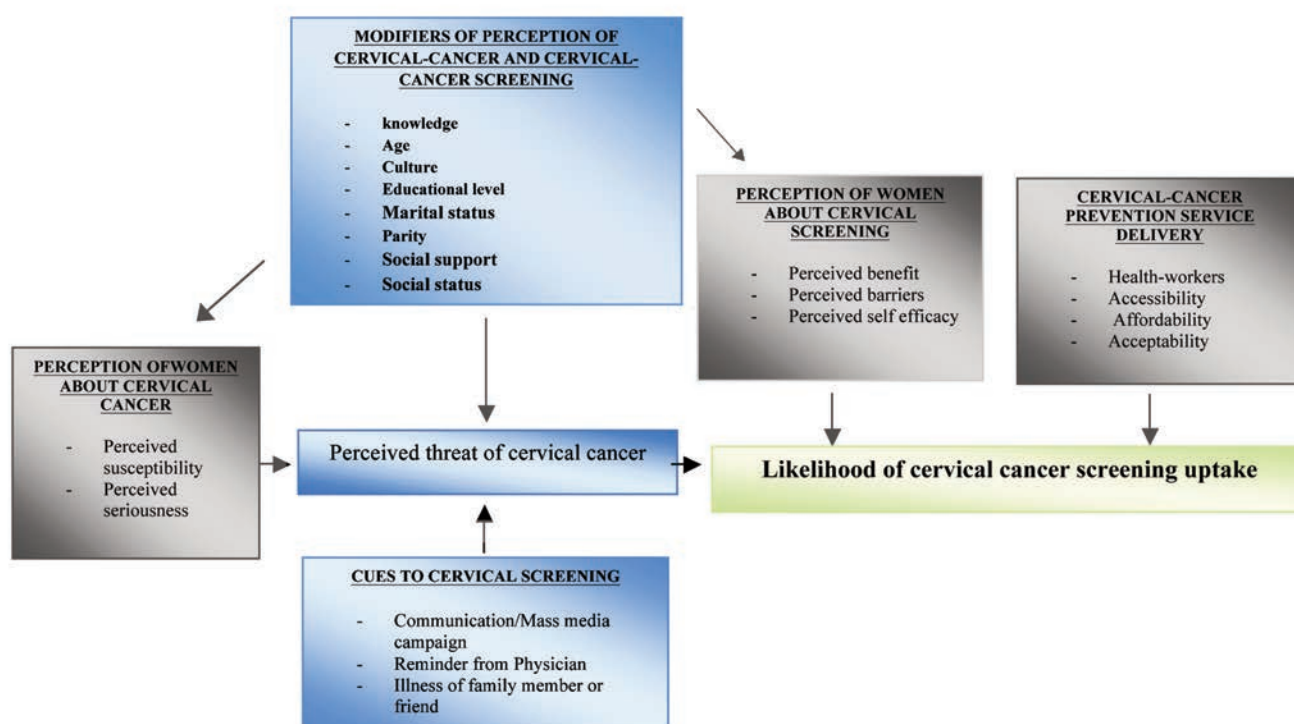 MODIFIERS OF PERCEPTION OF
CERVICAL-CANCER AND CERVICAL-
CANCER SCREENING
- knowledge
- Age
- Culture
- Educational level
- Marital status
- Parity
- Social support
- Social status
PERCEPTION OF WOMEN
ABOUT CERVICAL
SCREENING
- Perceived benefit
- Perceived barriers
- Perceived self efficacy
CERVICAL-CANCER
PREVENTION SERVICE
DELIVERY
- Health-workers
- Accessibility
- Affordability
- Acceptability
PERCEPTION OFWOMEN
ABOUT CERVICAL
CANCER
- Perceived
susceptibility
- Perceived
seriousness
Perceived threat of cervical cancer
Likelihood of cervical cancer screening uptake
CUES TO CERVICAL SCREENING
- Communication/Mass media
campaign
- Reminder from Physician
- Illness of family member or
friend